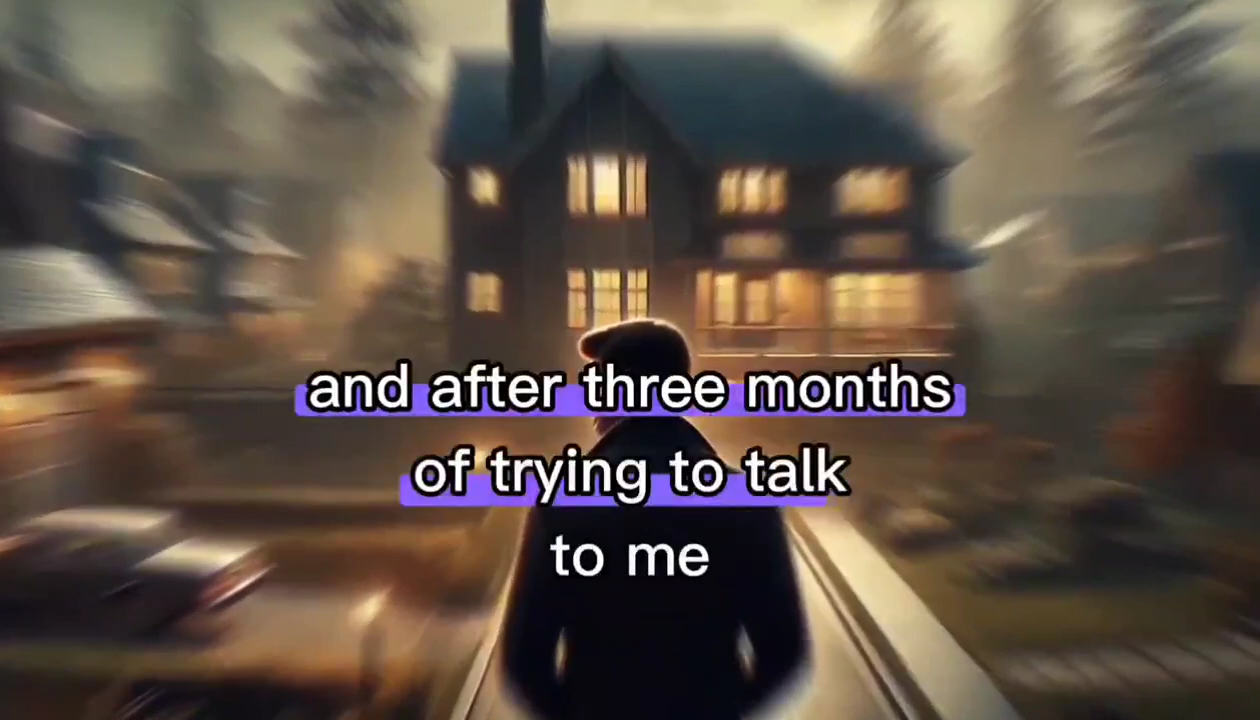 and after three months
of trying to talk
to me